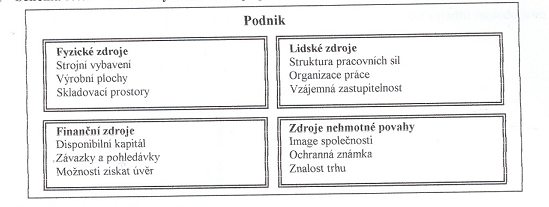 Podnik
Fyzické zdroje
Strojní vybavení
Výrobní plochy
Skladovací prostory
Lidské zdroje
Struktura pracovních sil
Organizace práce
Vzájemná zastupitelnost
Finanční zdroje
Disponibilní kapitál
Závazky a pohledávky
Možnosti získat úvěr
Zdroje nehmotné povahy
Image společnosti
Ochranná známka
Znalost trhu